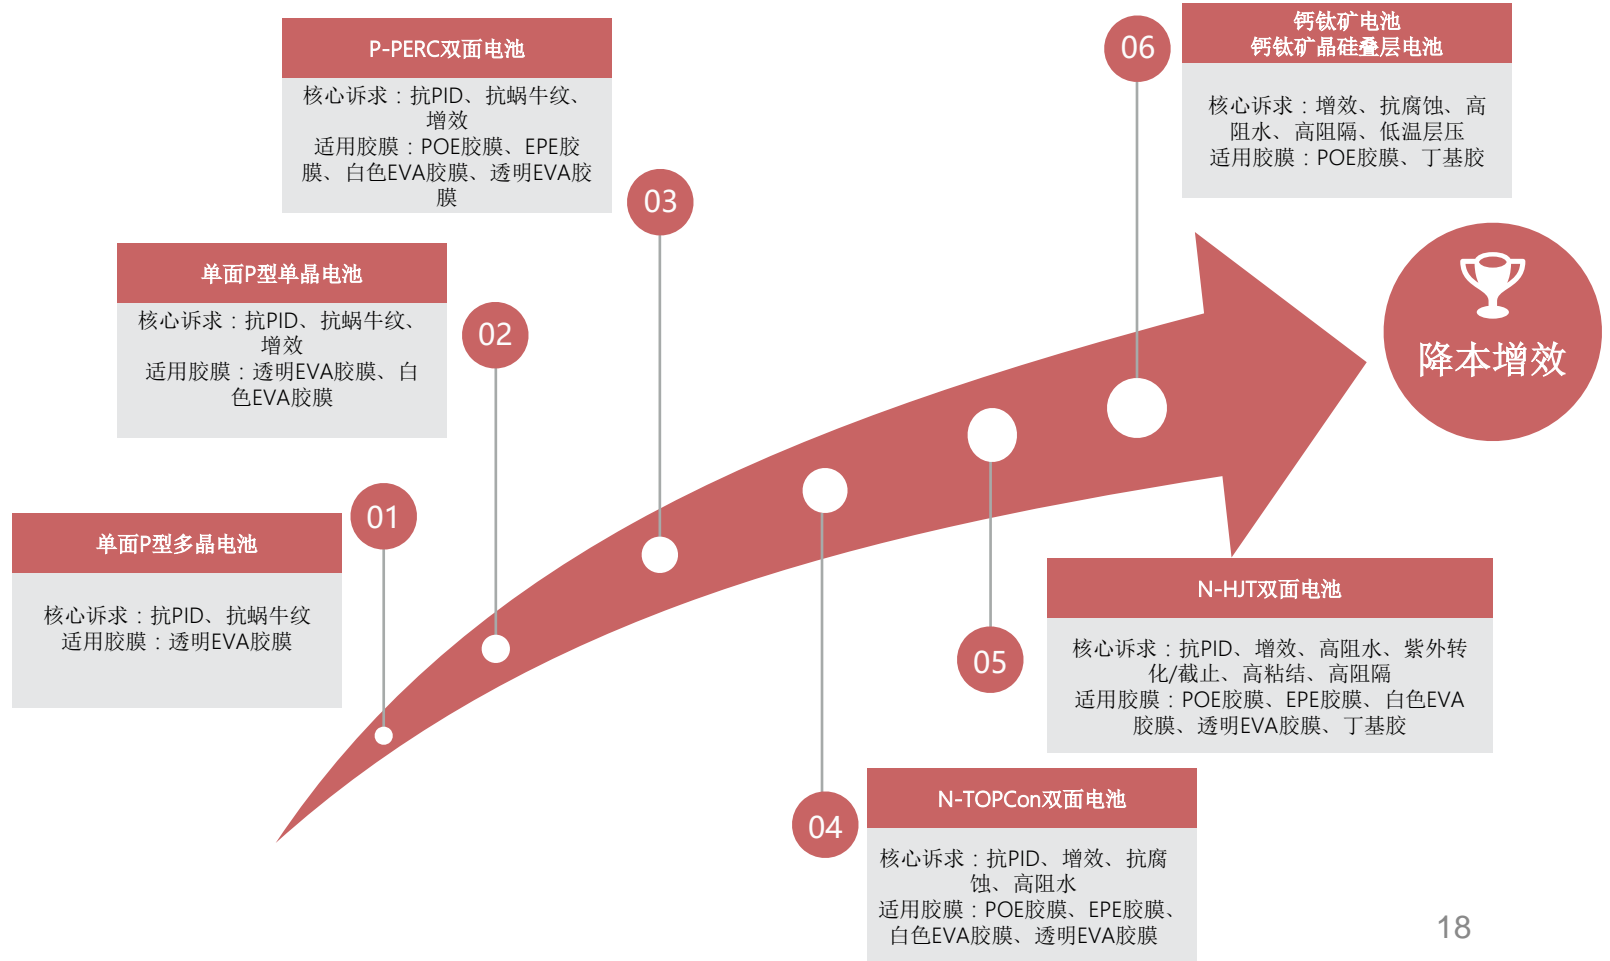 P-PERC双面电池
核心诉求：抗PID、抗蜗牛纹、
增效
适用胶膜：POE胶膜、EPE胶
膜、白色EVA胶膜、透明EVA胶
膜
03
单面P型单晶电池
核心诉求：抗PID、抗蜗牛纹、
增效
适用胶膜：透明EVA胶膜、白
色EVA胶膜
02
单面P型多晶电池
核心诉求：抗PID、抗蜗牛纹
适用胶膜：透明EVA胶膜
01
06
钙钛矿电池
钙钛矿晶硅叠层电池
核心诉求：增效、抗腐蚀、高
阻水、高阻隔、低温层压
适用胶膜：POE胶膜、丁基胶
降本增效
05
N-HJT双面电池
核心诉求：抗PID、增效、高阻水、紫外转
化/截止、高粘结、高阻隔
适用胶膜：POE胶膜、EPE胶膜、白色EVA
胶膜、透明EVA胶膜、丁基胶
04
N-TOPCon双面电池
核心诉求：抗PID、增效、抗腐
蚀、高阻水
适用胶膜：POE胶膜、EPE胶膜、
白色EVA胶膜、透明EVA胶膜
18